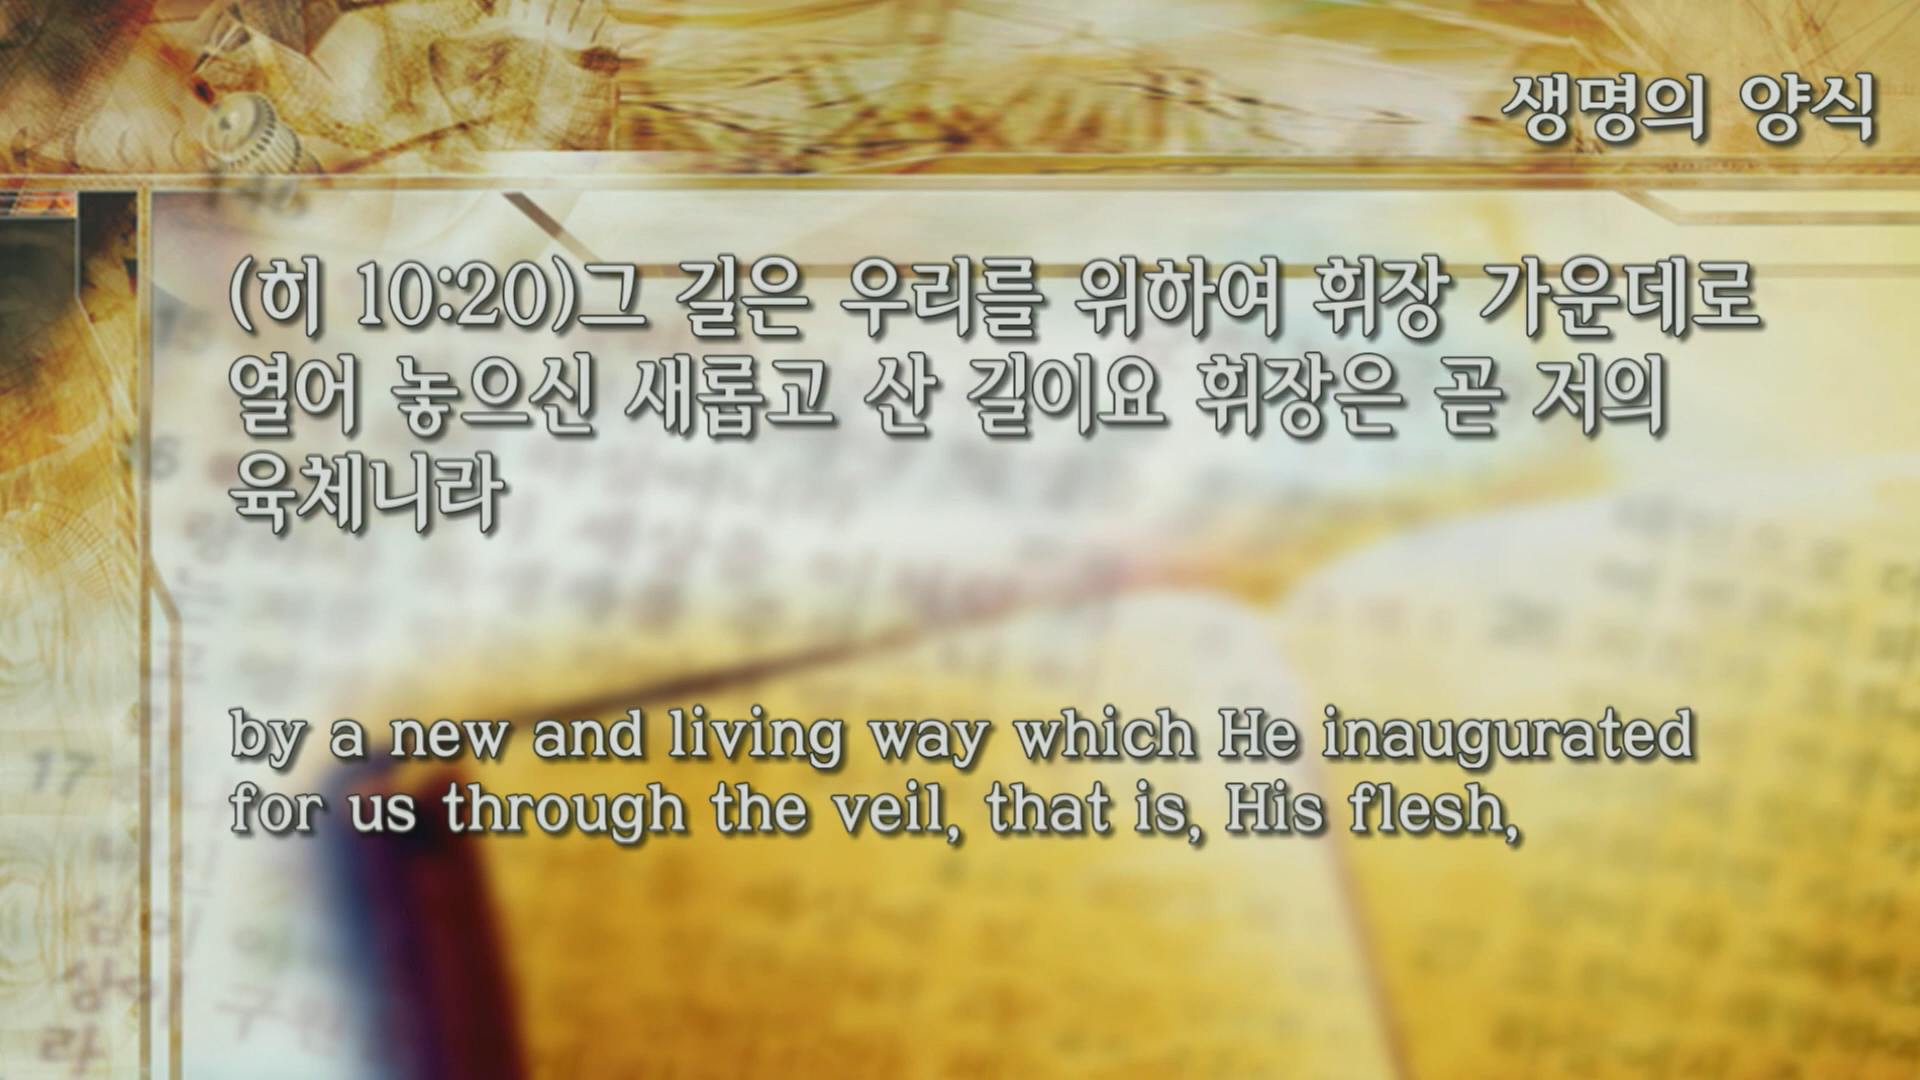 생명의 양식
(히 10:20)그 길은 우리를 위하여 휘장 가운데로
열어 놓으신 새롭고 산 길이요 휘장은 곧 저의
육체니라
by a new and living way which He inaugurated
for us through the veil, that is, His flesh,